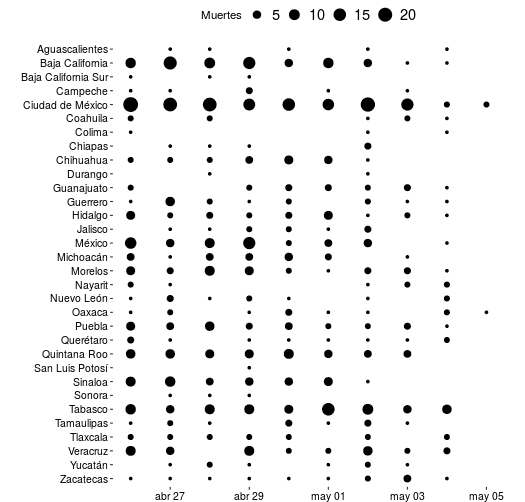 Muertes 5 10 15 20
Aguascalientes
Baja California
Baja California Sur
Campeche
Ciudad de México
Coahuila
Colima
Chiapas
Chihuahua
Durango
Guanajuato
Guerrero
Hidalgo
Jalisco
México
Michoacán
Morelos
Nayarit
Nuevo León
Oaxaca
Puebla
Querétaro
Quintana Roo
San Luis Potosí
Sinaloa
Sonora
Tabasco
Tamaulipas
Tlaxcala
Veracruz
Yucatán
Zacatecas
abr 27 abr 29 may 01 may 03 may 05